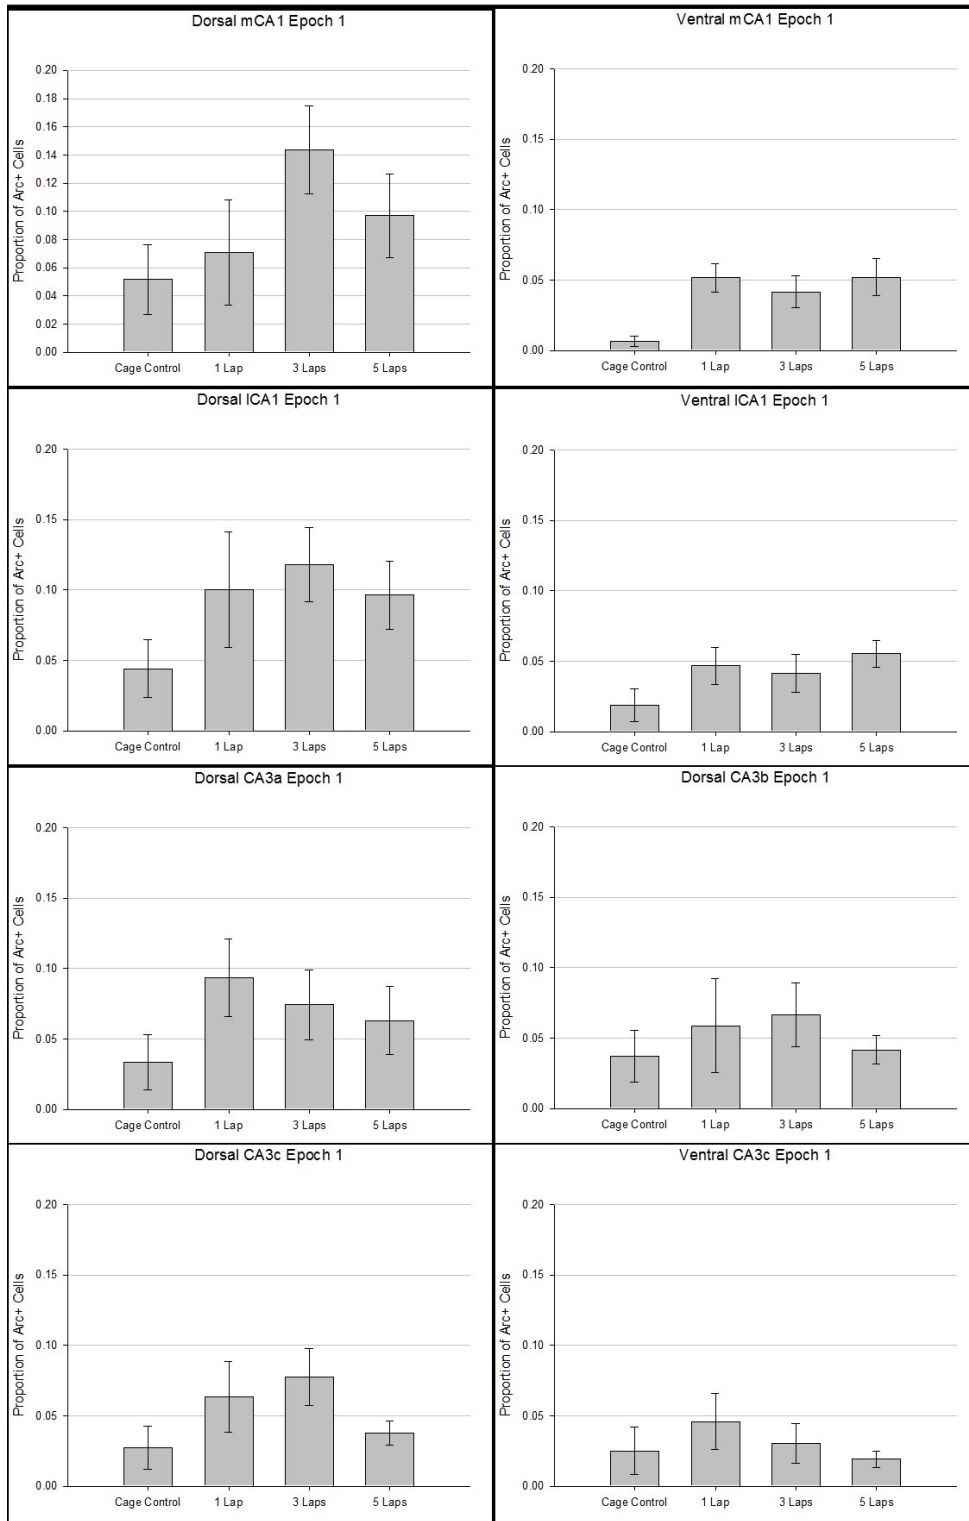 Dorsal mCA1 Epoch 1
Proportion of Arc+ Cells
0.20
0.18
0.16
0.14
0.12
0.10
0.08
0.06
0.04
0.02
0.00
Cage Control 1 Lap 3 Laps 5 Laps
Ventral mCA1 Epoch 1
Proportion of Arc+ Cells
0.20
0.15
0.10
0.05
0.00
Cage Control 1 Lap 3 Laps 5 Laps
Dorsal lCA1 Epoch 1
Proportion of Arc+ Cells
0.20
0.15
0.10
0.05
0.00
Cage Control 1 Lap 3 Laps 5 Laps
Ventral lCA1 Epoch 1
Proportion of Arc+ Cells
0.20
0.15
0.10
0.05
0.00
Cage Control 1 Lap 3 Laps 5 Laps
Dorsal CA3a Epoch 1
Proportion of Arc+ Cells
0.20
0.15
0.10
0.05
0.00
Cage Control 1 Lap 3 Laps 5 Laps
Dorsal CA3b Epoch 1
Proportion of Arc+ Cells
0.20
0.15
0.10
0.05
0.00
Cage Control 1 Lap 3 Laps 5 Laps
Dorsal CA3c Epoch 1
Proportion of Arc+ Cells
0.20
0.15
0.10
0.05
0.00
Cage Control 1 Lap 3 Laps 5 Laps
Ventral CA3c Epoch 1
Proportion of Arc+ Cells
0.20
0.15
0.10
0.05
0.00
Cage Control 1 Lap 3 Laps 5 Laps